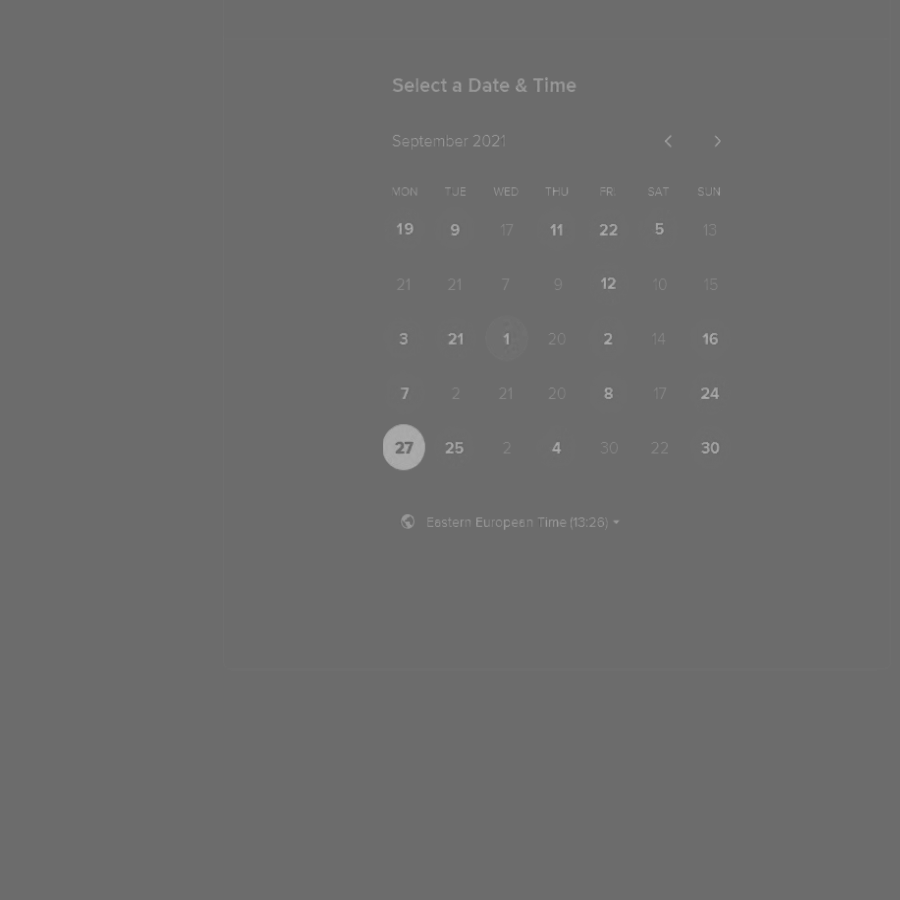 Select a Date & Time
September 2021
MON TUE WED THU FRI SAT SUN
19 9 17 11 22 5 13
21 21 7 9 12 10 15
3 21 1 20 2 14 16
7 2 21 20 8 17 24
27 25 2 4 30 22 30
Eastern European Time (13:26)